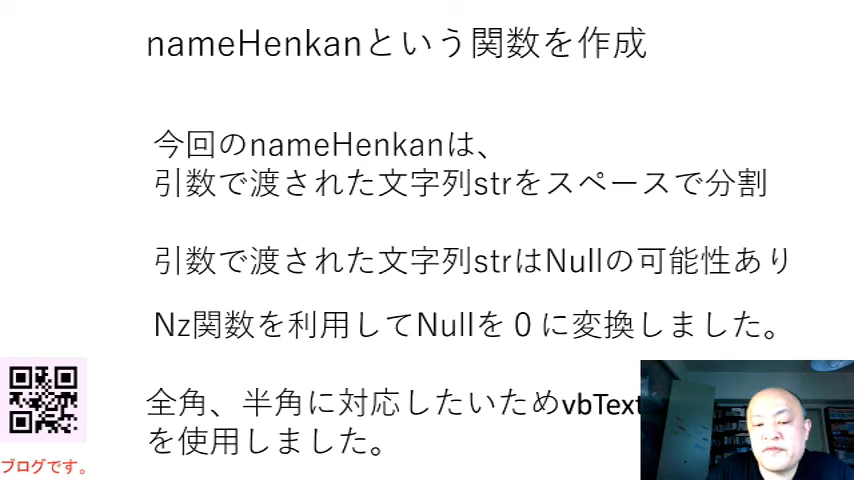 nameHenkanという関数を作成
今回のnameHenkanは、
引数で渡された文字列strをスペースで分割
引数で渡された文字列strはNullの可能性あり
Nz関数を利用してNullを０に変換しました。
全角、半角に対応したいためvbText
を使用しました。
ブログです。